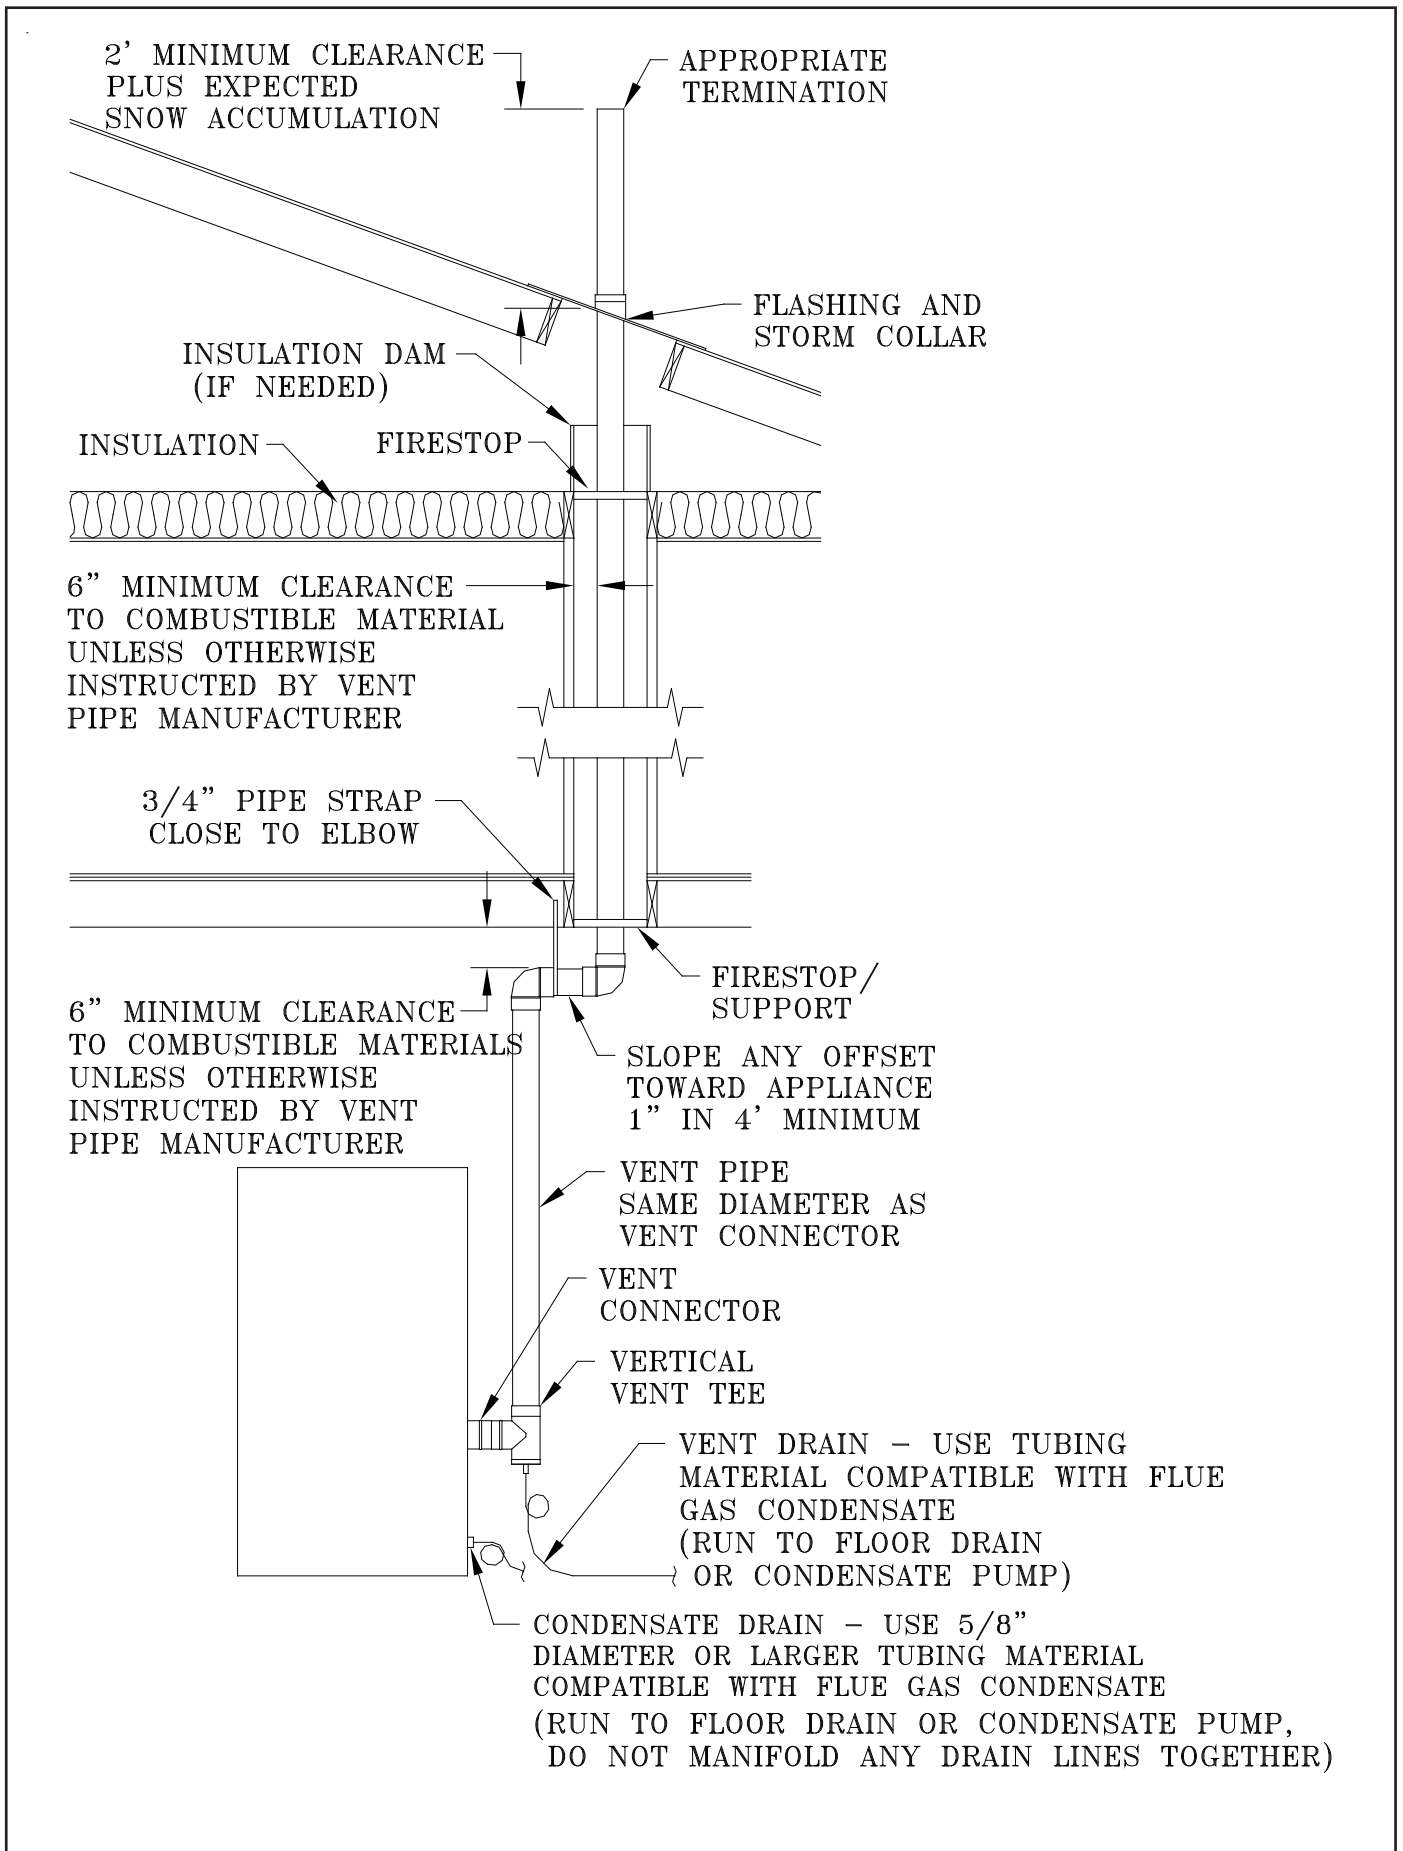 2’ MINIMUM CLEARANCE
PLUS EXPECTED
SNOW ACCUMULATION
APPROPRIATE
TERMINATION
FLASHING AND
STORM COLLAR
INSULATION DAM
(IF NEEDED)
INSULATION
FIRESTOP
6” MINIMUM CLEARANCE
TO COMBUSTIBLE MATERIAL
UNLESS OTHERWISE
INSTRUCTED BY VENT
PIPE MANUFACTURER
3/4” PIPE STRAP
CLOSE TO ELBOW
FIRESTOP/
SUPPORT
6” MINIMUM CLEARANCE
TO COMBUSTIBLE MATERIALS
UNLESS OTHERWISE
INSTRUCTED BY VENT
PIPE MANUFACTURER
SLOPE ANY OFFSET
TOWARD APPLIANCE
1” IN 4’ MINIMUM
VENT PIPE
SAME DIAMETER AS
VENT CONNECTOR
VENT
CONNECTOR
VERTICAL
VENT TEE
VENT DRAIN – USE TUBING
MATERIAL COMPATIBLE WITH FLUE
GAS CONDENSATE
(RUN TO FLOOR DRAIN
OR CONDENSATE PUMP)
CONDENSATE DRAIN – USE 5/8”
DIAMETER OR LARGER TUBING MATERIAL
COMPATIBLE WITH FLUE GAS CONDENSATE
(RUN TO FLOOR DRAIN OR CONDENSATE PUMP,
DO NOT MANIFOLD ANY DRAIN LINES TOGETHER)